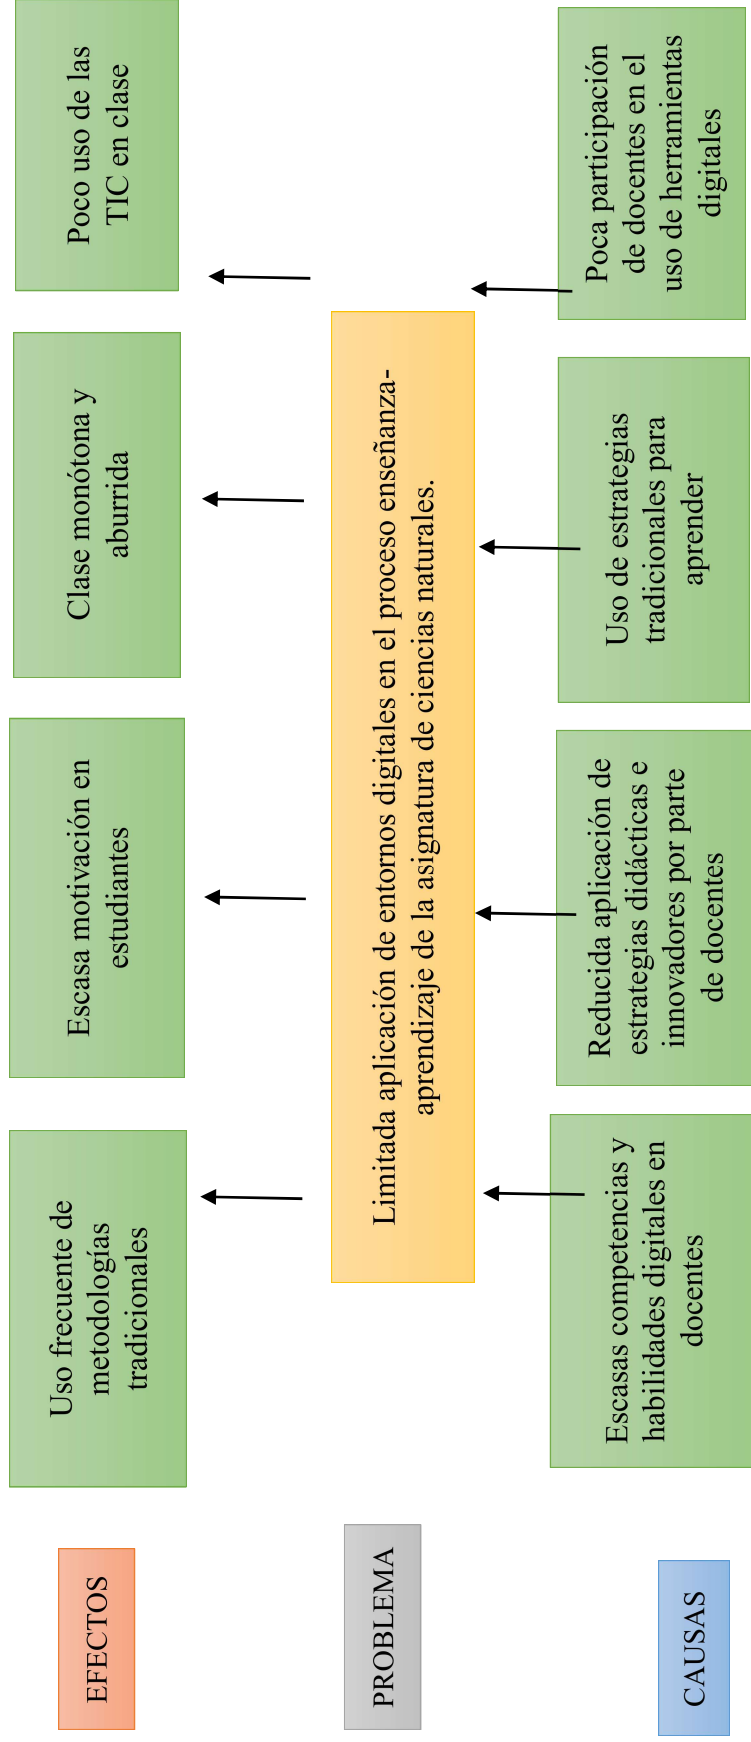 EFECTOS
Uso frecuente de
metodologías
tradicionales
Escasa motivación en
estudiantes
Clase monótona y
aburrida
Poco uso de las
TIC en clase
PROBLEMA
Limitada aplicación de entornos digitales en el proceso enseñanza-
aprendizaje de la asignatura de ciencias naturales.
CAUSAS
Escasas competencias y
habilidades digitales en
docentes
Reducida aplicación de
estrategias didácticas e
innovadores por parte
de docentes
Uso de estrategias
tradicionales para
aprender
Poca participación
de docentes en el
uso de herramientas
digitales